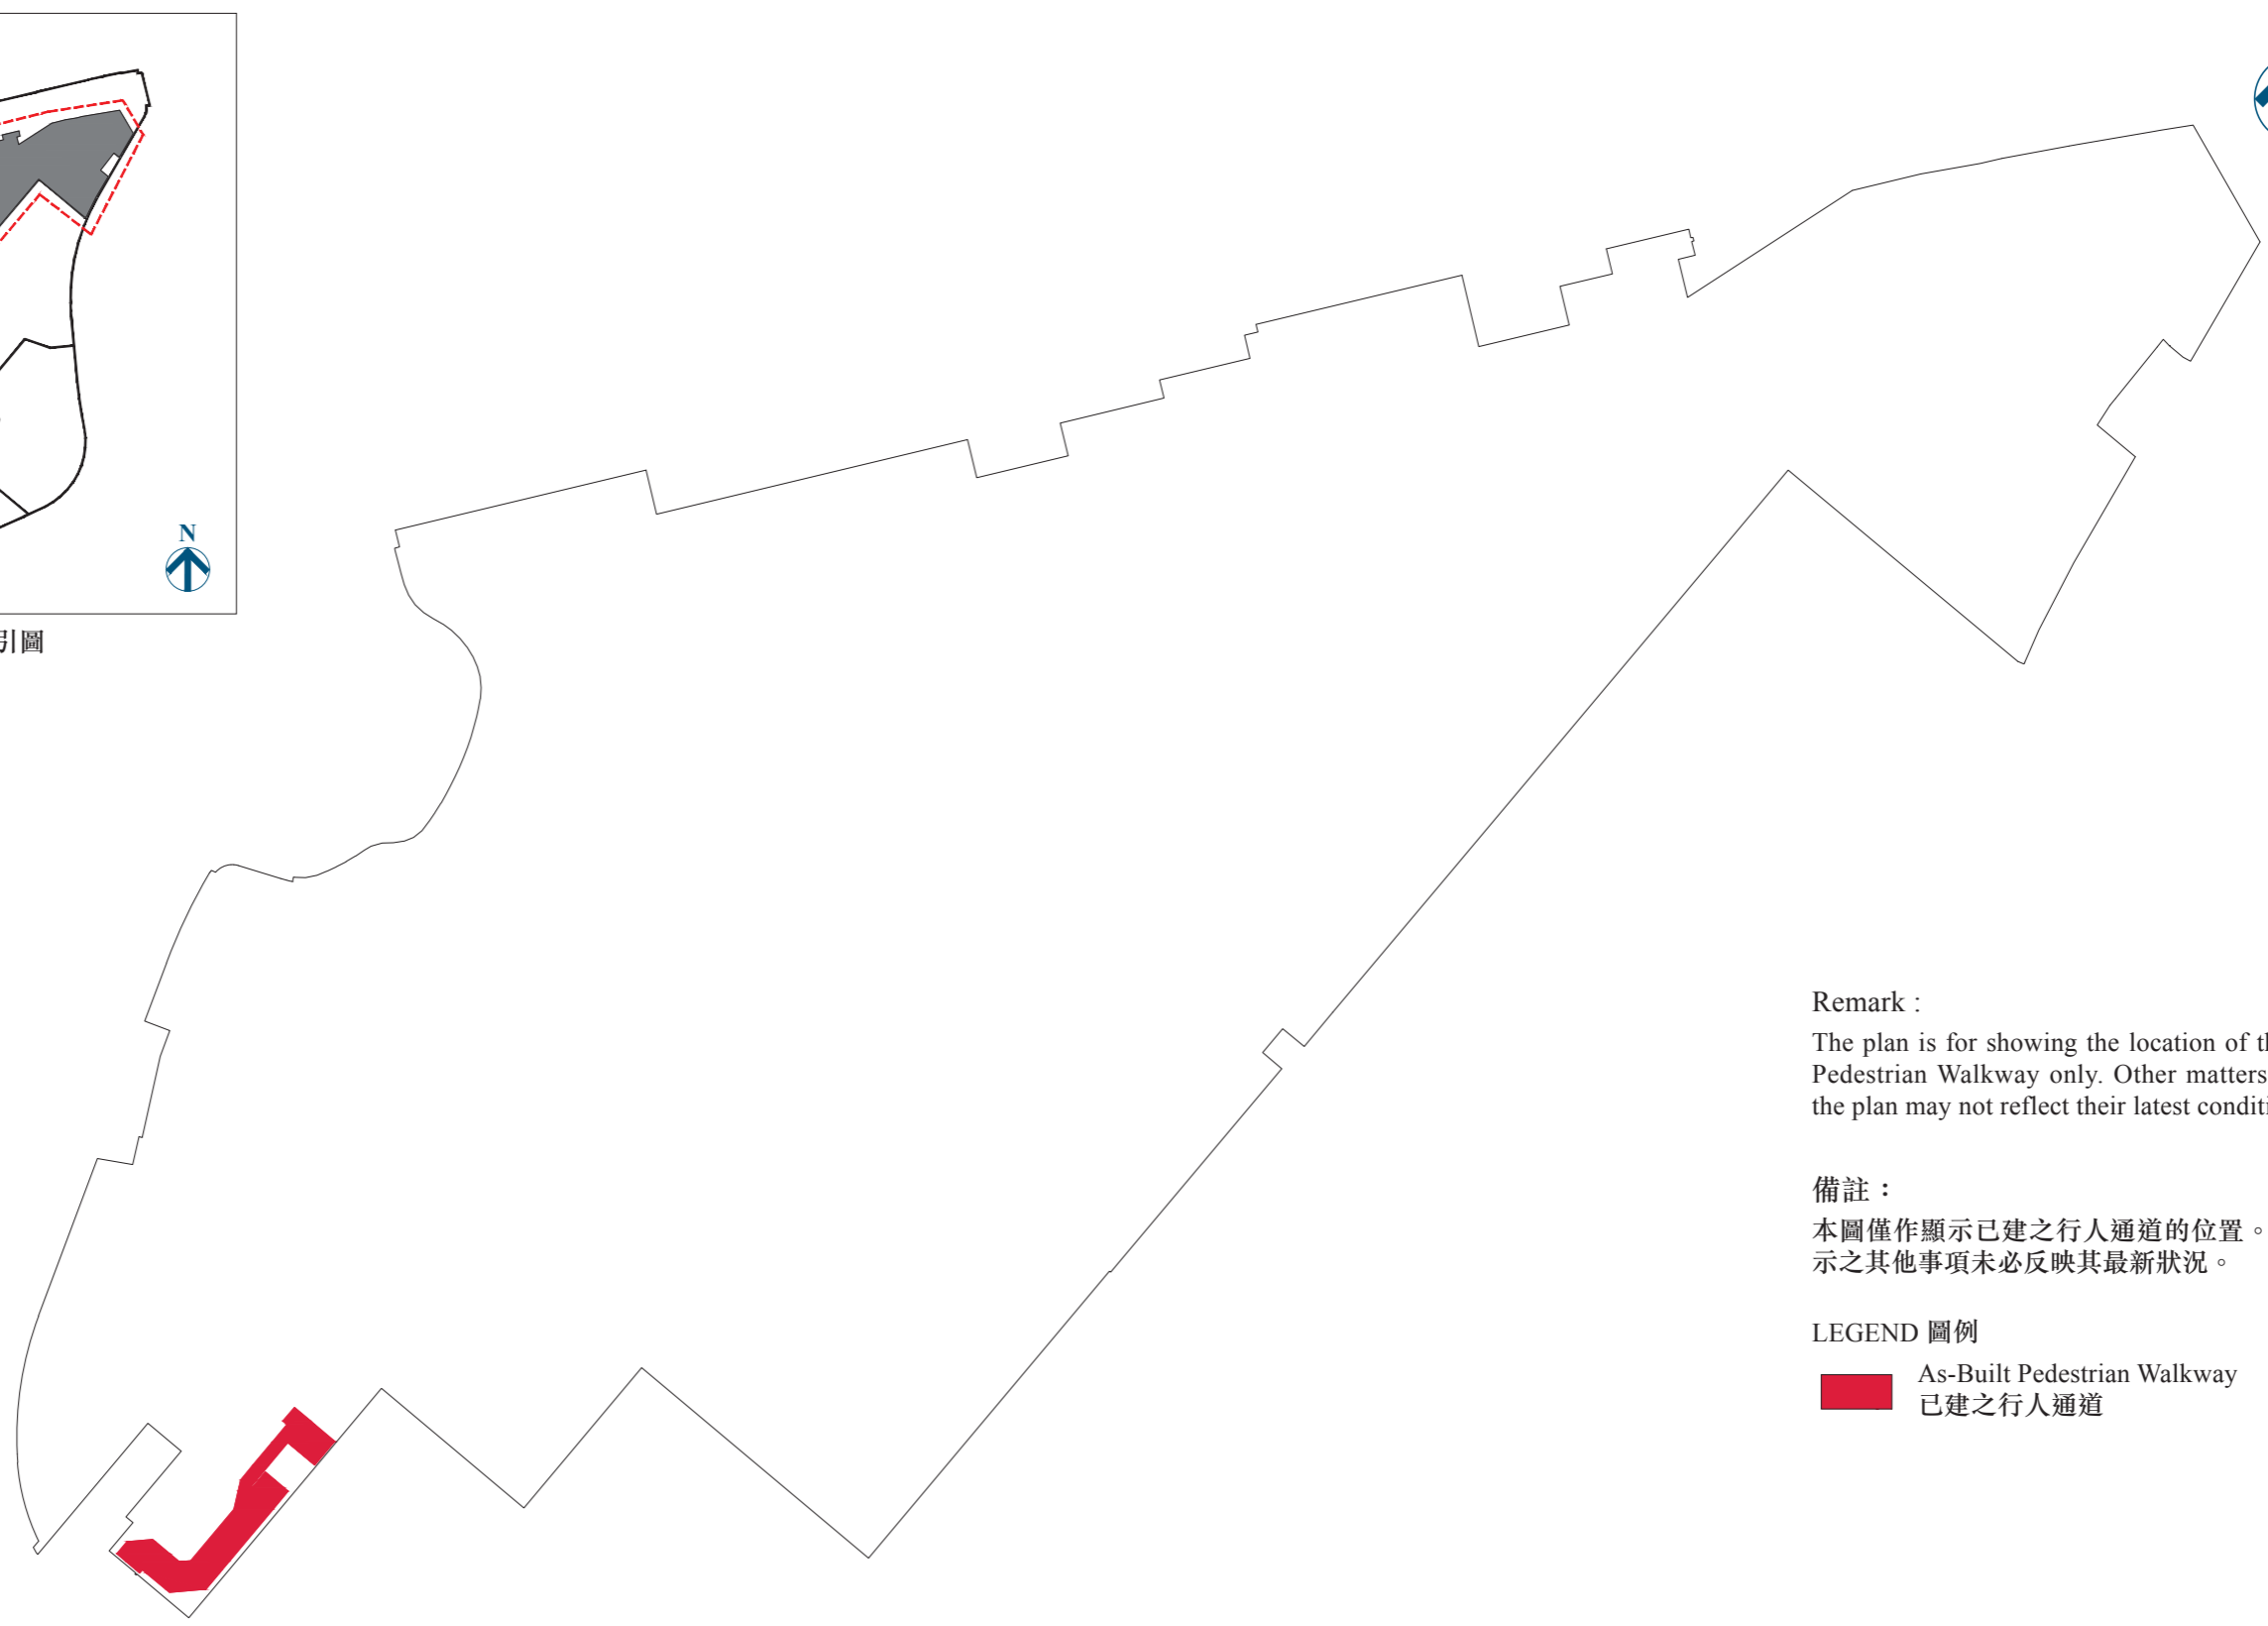 N
引圖
Remark :
The plan is for showing the location of
Pedestrian Walkway only. Other matters
the plan may not reflect their latest
備註：
本圖僅作顯示已建之行人通道的位置。
示之其他事項未必反映其最新狀況。
LEGEND 圖例
As-Built Pedestrian Walkway
已建之行人通道